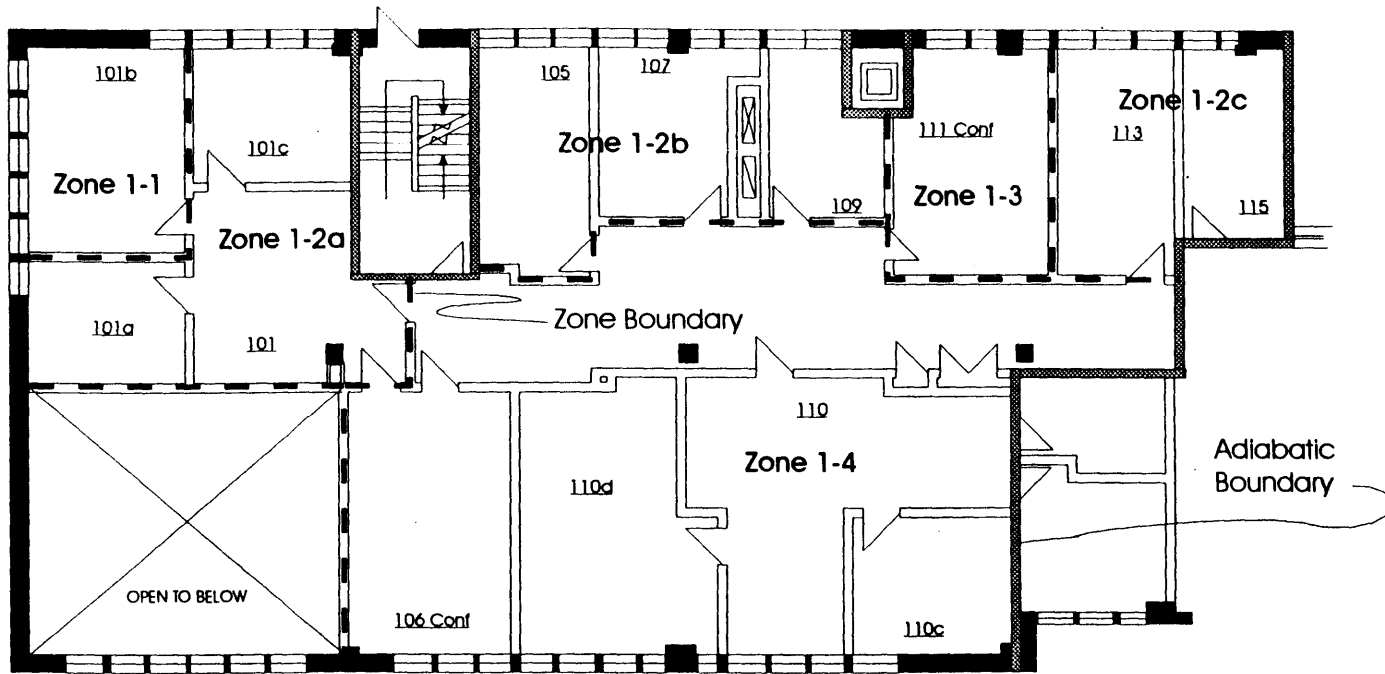 101b
105
107
Zone 1-2c
111 Conf
113
Zone 1-2b
101c
Zone 1-1
Zone 1-3
109
115
Zone 1-2a
Zone Boundary
101a
101
110
Adiabatic
Boundary
Zone 1-4
110d
OPEN TO BELOW
106 Conf
110c